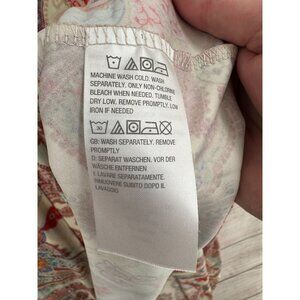 MACHINE WASH COLD. WASH
SEPARATELY. ONLY NON-CHLORINE
BLEACH WHEN NEEDED. TUMBLE
DRY LOW. REMOVE PROMPTLY. LOW
IRON IF NEEDED
30
GB: WASH SEPARATELY. REMOVE
PROMPTLY
D: SEPARAT WASCHEN. VOR DER
WÄSCHE ENTFERNEN
I: LAVARE SEPARATAMENTE.
RIMUOVERE SUBITO DOPO IL
LAVAGGIO